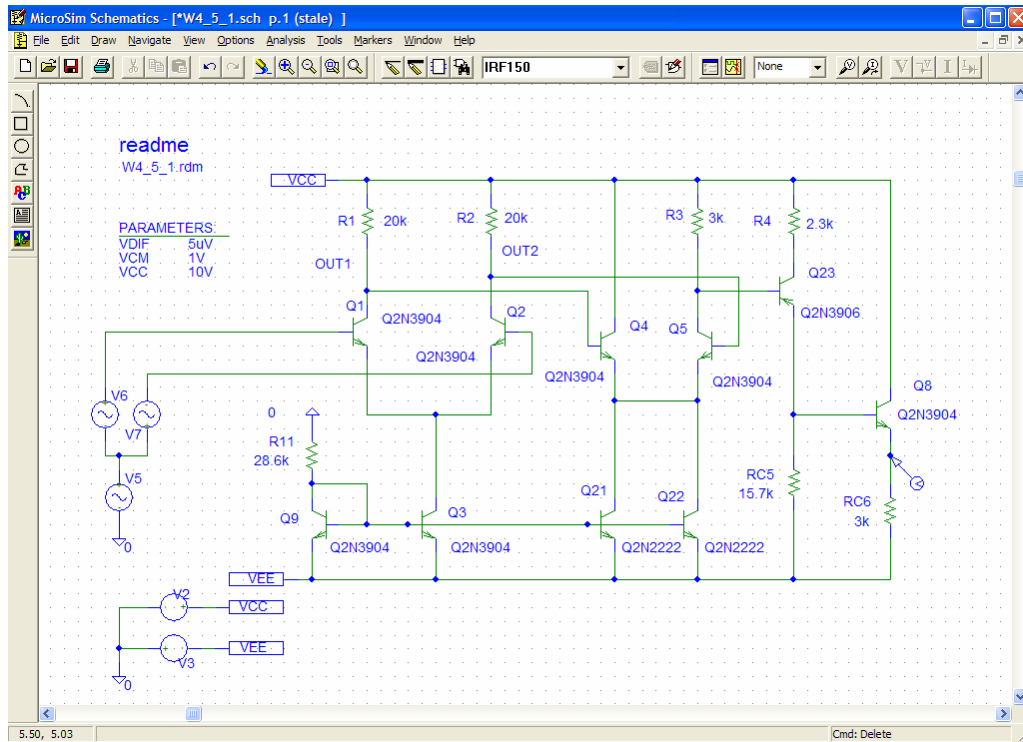 MicroSim Schematics - [*W4_5_1.sch p.1 (stale) ]
File Edit Draw Navigate View Options Analysis Tools Markers Window Help
IRF150
None
readme
W4_5_1.rdm
PARAMETERS:
VDIF 5uV
VCM 1V
VCC 10V
VCC
R1 20k
R2 20k
R3 3k
R4 2.3k
OUT1
OUT2
Q23
Q2N3906
Q1
Q2N3904
Q2
Q2N3904
Q4
Q2N3904
Q5
Q2N3904
Q8
Q2N3904
V6
V7
V5
0
0
R11
28.6k
Q9
Q2N3904
Q3
Q2N3904
Q21
Q2N2222
Q22
Q2N2222
RC5
15.7k
RC6
3k
VEE
V2
VCC
V3
VEE
0
5.50, 5.03
Cmd: Delete